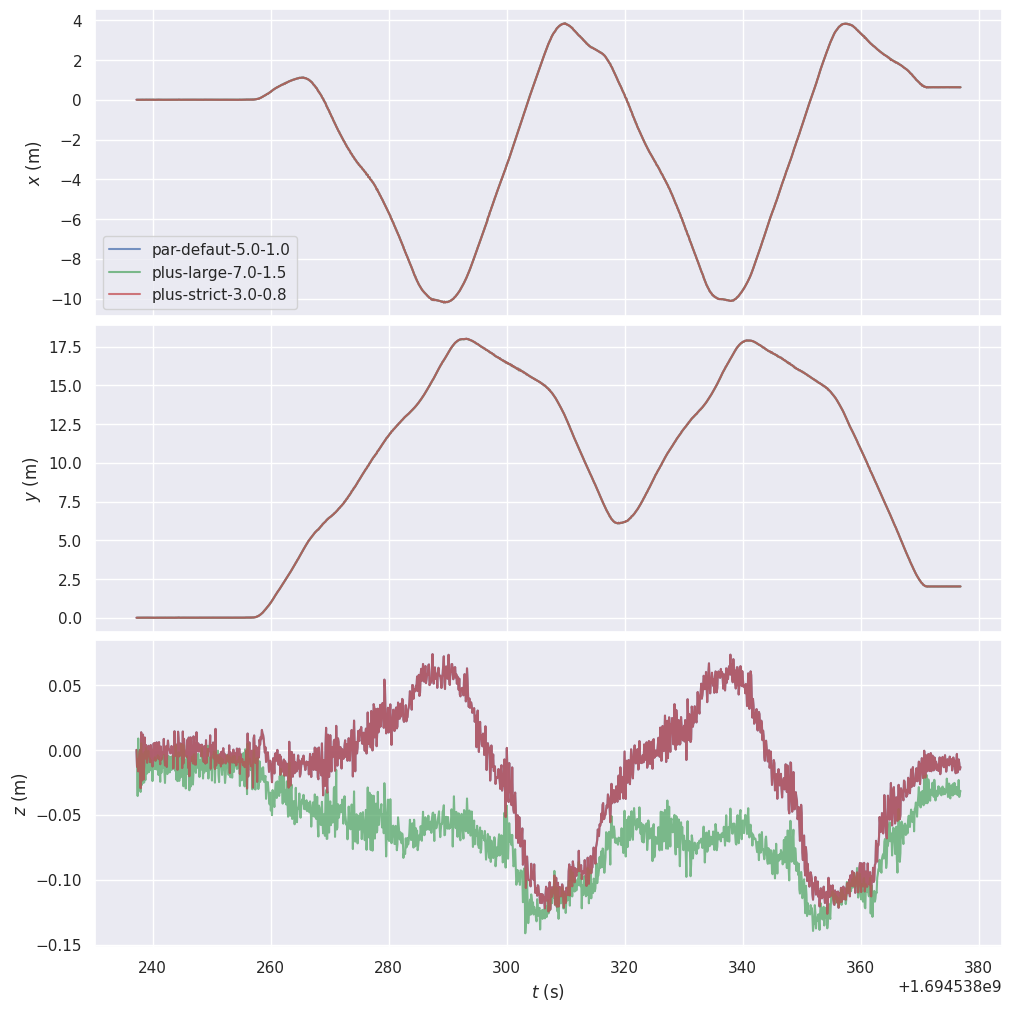 4
2
0
−2
−4
−6
−8
−10
x (m)
par-defaut-5.0-1.0
plus-large-7.0-1.5
plus-strict-3.0-0.8
17.5
15.0
12.5
10.0
7.5
5.0
2.5
0.0
y (m)
0.05
0.00
−0.05
−0.10
−0.15
z (m)
240 260 280 300 320 340 360 380
t (s)
+1.694538e9